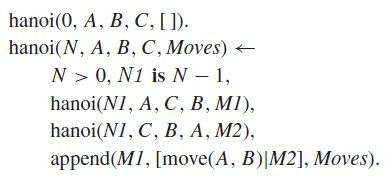 hanoi(0, A, B, C, [ ]).
hanoi(N, A, B, C, Moves) ←
N > 0, N1 is N − 1,
hanoi(N1, A, C, B, M1),
hanoi(N1, C, B, A, M2),
append(M1, [move(A, B)|M2], Moves).